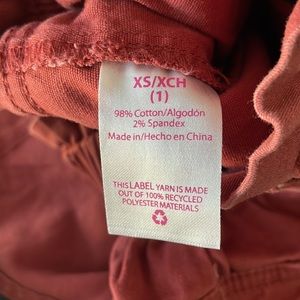 XS/XCH
(1)
98% Cotton/Algodón
2% Spandex
Made in/Hecho en China
THIS LABEL YARN IS MADE
OUT OF 100% RECYCLED
POLYESTER MATERIALS